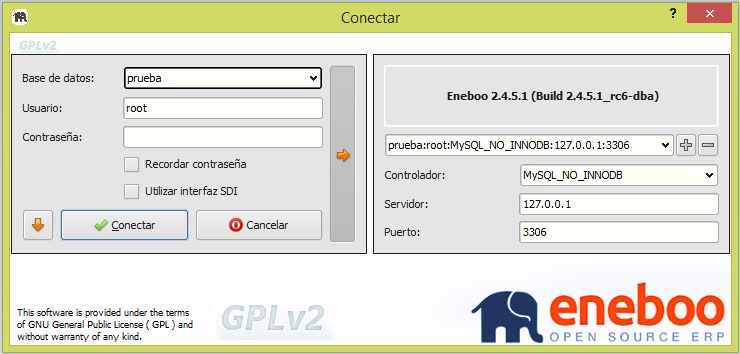 Conectar
?
GPLv2
Base de datos:
prueba
Usuario:
root
Contraseña:
Recordar contraseña
Utilizar interfaz SDI
Conectar
Cancelar
Eneboo 2.4.5.1 (Build 2.4.5.1_rc6-dba)
prueba:root:MySQL_NO_INNODB:127.0.0.1:3306
Controlador:
MySQL_NO_INNODB
Servidor:
127.0.0.1
Puerto:
3306
This software is provided under the terms
of GNU General Public License ( GPL ) and
without warranty of any kind.
GPLv2
eneboo
OPEN SOURCE ERP